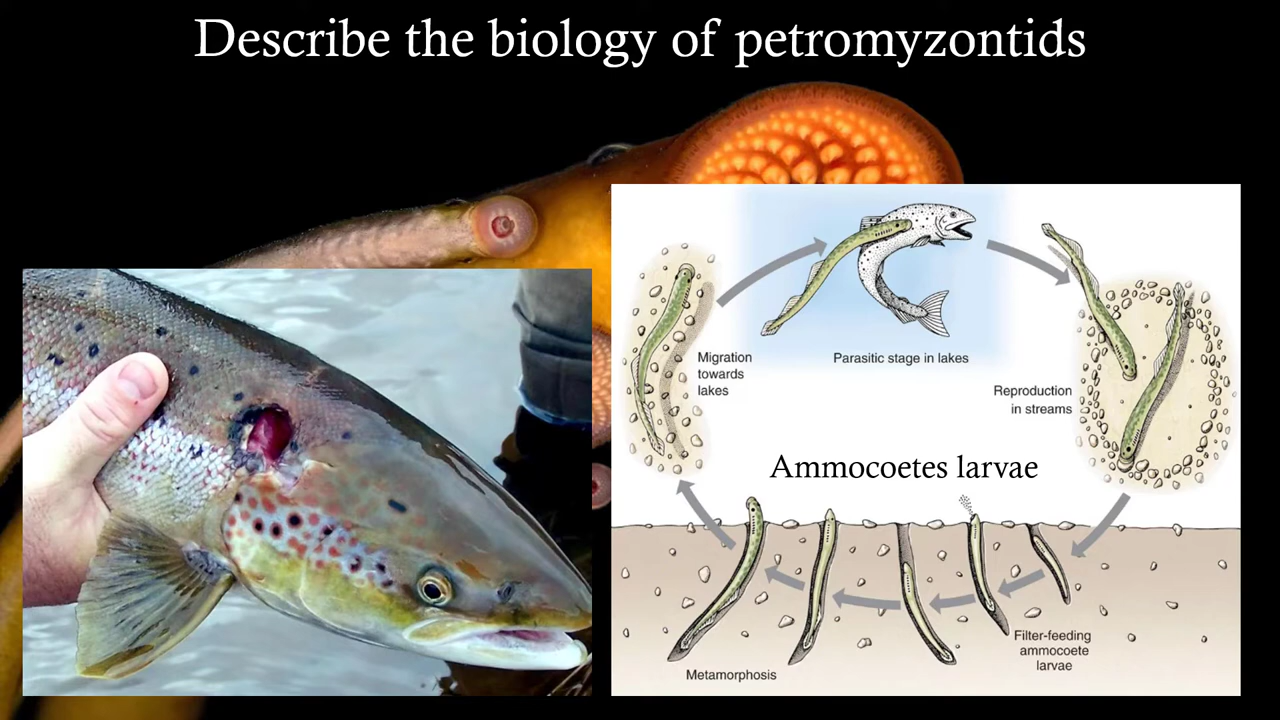 Describe the biology of petromyzontids
Migration
towards
lakes
Parasitic stage in lakes
Reproduction
in streams
Ammocoetes larvae
Filter-feeding
ammocoete
larvae
Metamorphosis